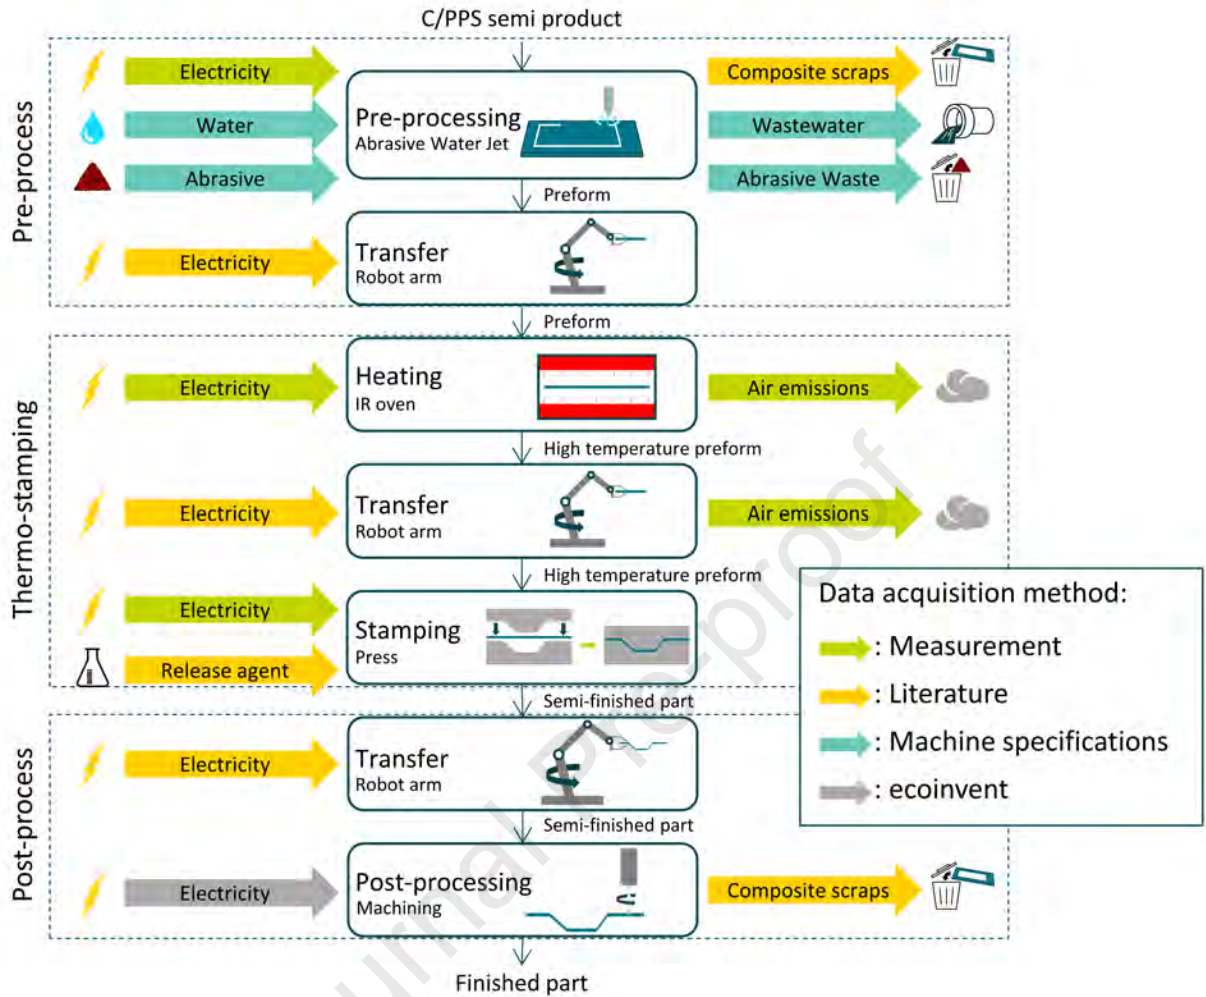 C/PPS semi product
Pre-process
Electricity
Water
Abrasive
Pre-processing
Abrasive Water Jet
Composite scraps
Wastewater
Abrasive Waste
Preform
Electricity
Transfer
Robot arm
Preform
Thermo-stamping
Electricity
Heating
IR oven
Air emissions
High temperature preform
Electricity
Transfer
Robot arm
Air emissions
High temperature preform
Electricity
Release agent
Stamping
Press
Semi-finished part
Post-process
Electricity
Transfer
Robot arm
Semi-finished part
Electricity
Post-processing
Machining
Composite scraps
Finished part
Data acquisition method:
: Measurement
: Literature
: Machine specifications
: ecoinvent
urnal Pre-proof